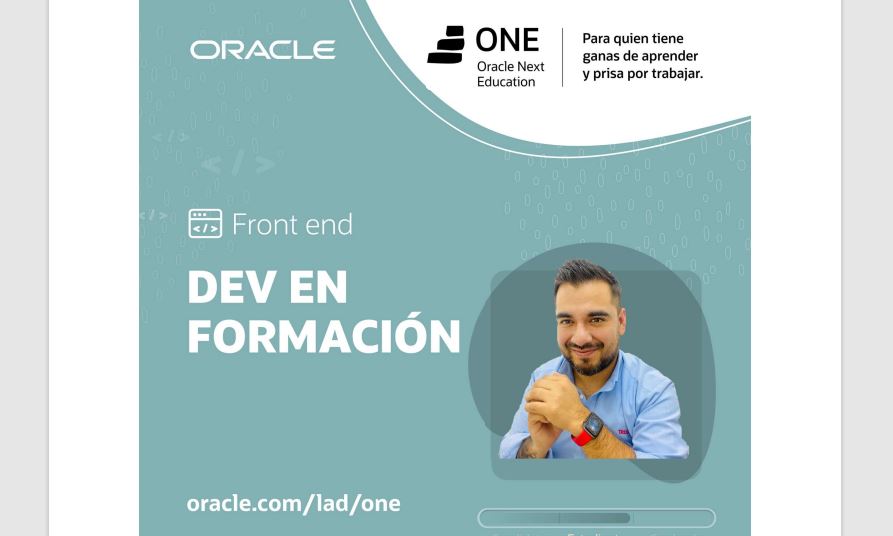 ORACLE
ONE
Oracle Next
Education
Para quien tiene
ganas de aprender
y prisa por trabajar.
</>
</>
</>
</>
Front end
DEV EN
FORMACIÓN
oracle.com/lad/one